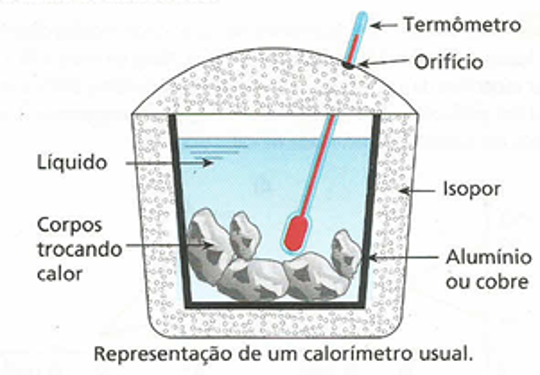 Termômetro
Orifício
Líquido
Isopor
Corpos
trocando
calor
Alumínio
ou cobre
Representação de um calorímetro usual.